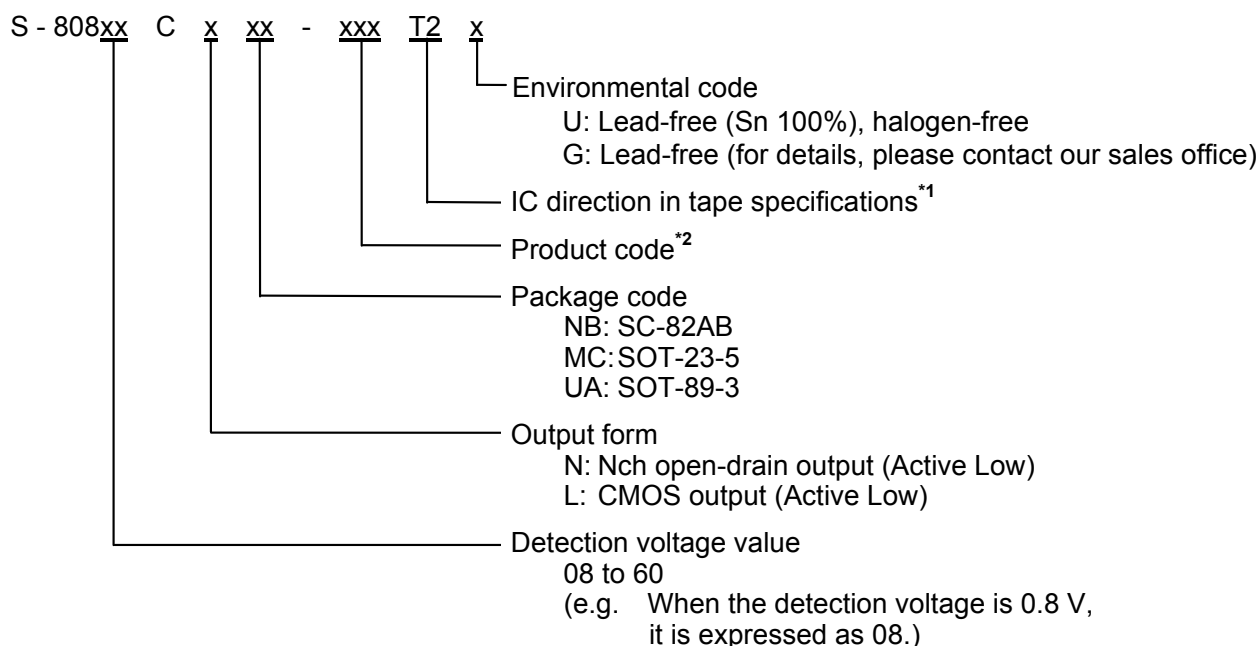 S - 808xx C x xx - xxx T2 x
Environmental code
U: Lead-free (Sn 100%), halogen-free
G: Lead-free (for details, please contact our sales office)
IC direction in tape specifications*1
Product code*2
Package code
NB: SC-82AB
MC: SOT-23-5
UA: SOT-89-3
Output form
N: Nch open-drain output (Active Low)
L: CMOS output (Active Low)
Detection voltage value
08 to 60
(e.g. When the detection voltage is 0.8 V,
it is expressed as 08.)